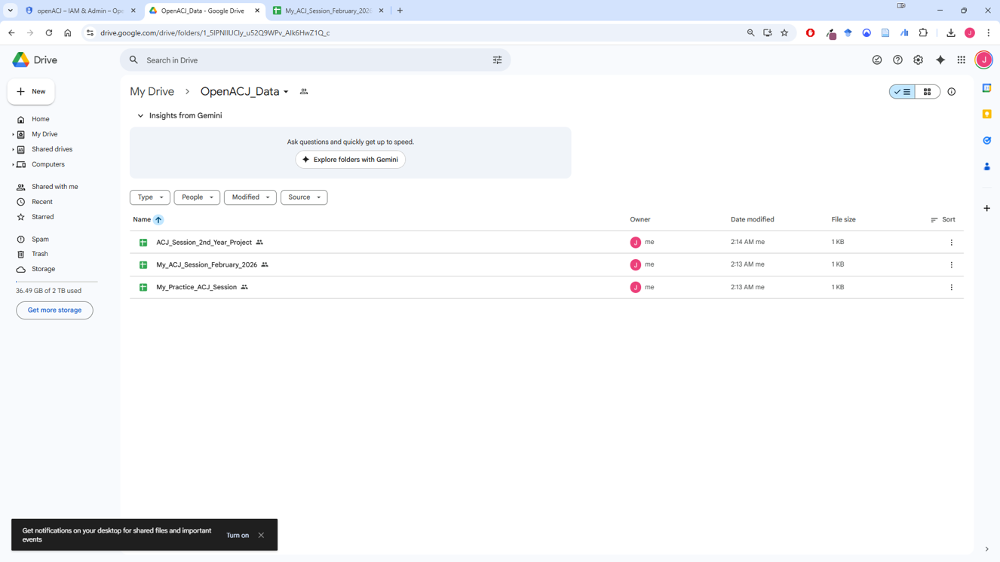 openACJ – IAM & Admin – Ope
OpenACJ_Data - Google Drive
My_ACJ_Session_February_2026
drive.google.com/drive/folders/1_5IPNIIUCly_u52Q9WPv_AIk6HwZ1Q_c
J
Drive
Search in Drive
J
New
My Drive
OpenACJ_Data
Insights from Gemini
Ask questions and quickly get up to speed.
Explore folders with Gemini
Home
My Drive
Shared drives
Computers
Shared with me
Recent
Starred
Spam
Trash
Storage
36.49 GB of 2 TB used
Get more storage
Type People Modified Source
Name Owner Date modified File size Sort
ACJ_Session_2nd_Year_Project J me 2:14 AM me 1 KB
My_ACJ_Session_February_2026 J me 2:13 AM me 1 KB
My_Practice_ACJ_Session J me 2:13 AM me 1 KB
Get notifications on your desktop for shared files and important
events
Turn on